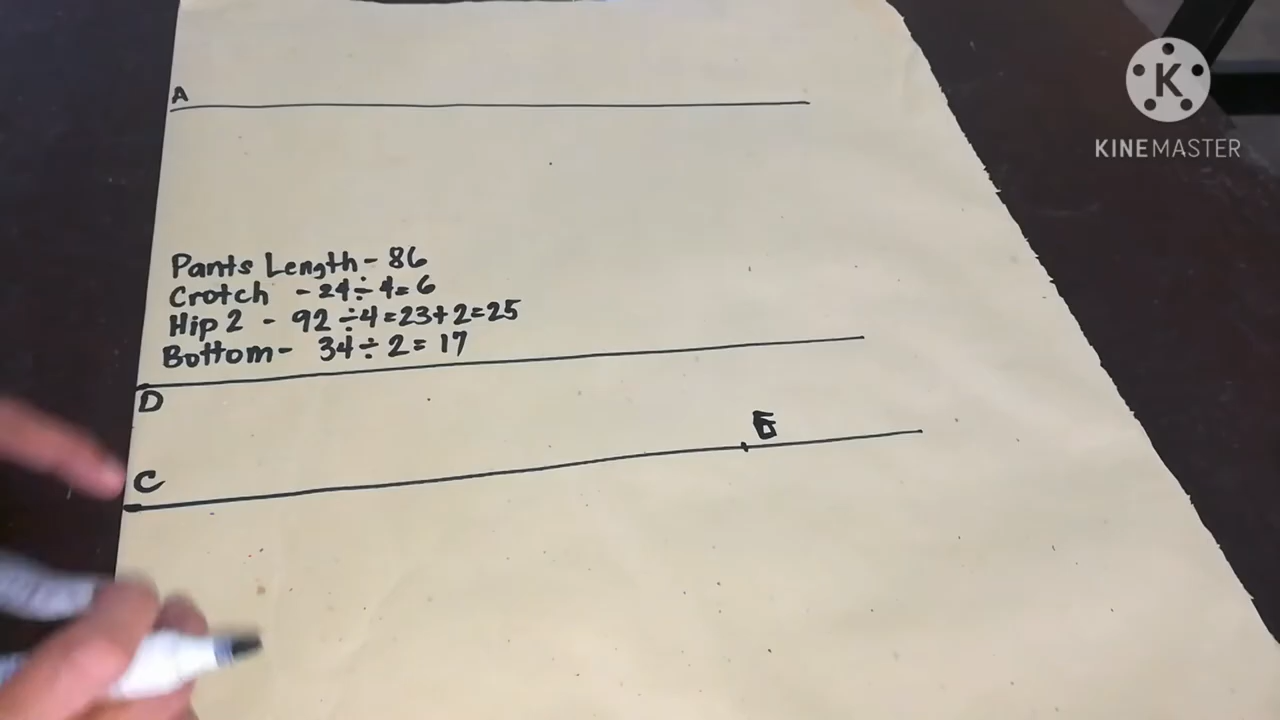 A
K
KINEMASTER
Pants Length - 86
Crotch - 24÷4=6
Hip 2 - 92÷4=23+2=25
Bottom - 34÷2=17
D
E
C